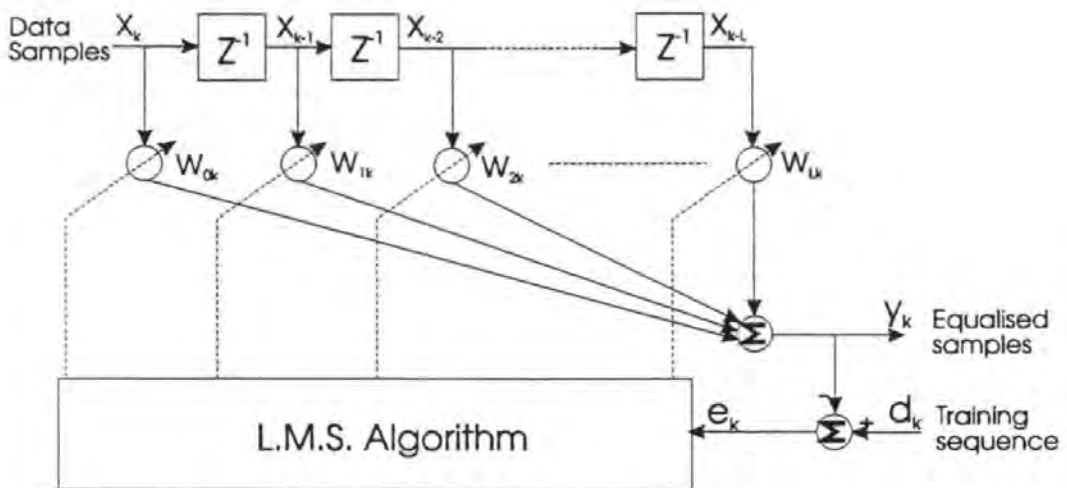 Data Samples
X_k
Z^-1
X_k-1
Z^-1
X_k-2
Z^-1
X_k-L
W_0k
W_1k
W_2k
W_Lk
Σ
y_k
Equalised samples
L.M.S. Algorithm
e_k
Σ
-
+
d_k
Training sequence